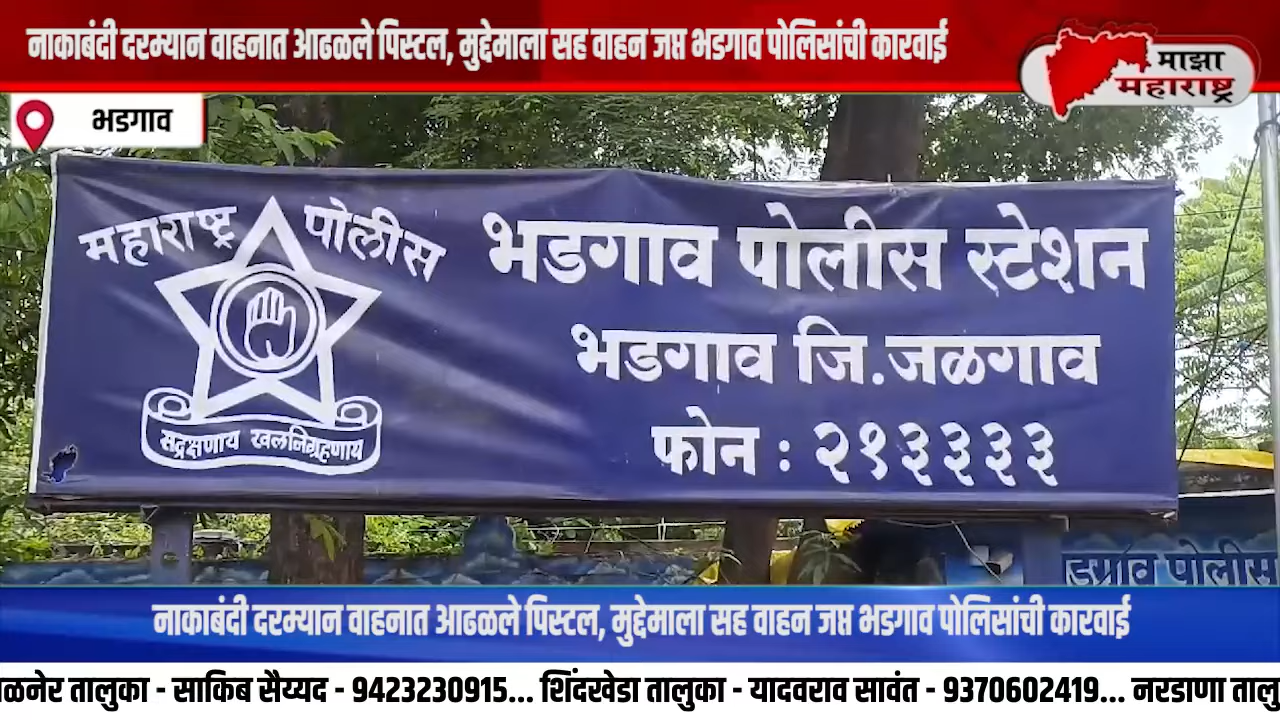 नाकाबंदी दरम्यान वाहनात आढळले पिस्टल, मुद्देमाला सह वाहन जप्त भडगाव पोलिसांची कारवाई
माझा
महाराष्ट्र
भडगाव
महाराष्ट्र पोलीस
सद्रक्षणाय खलनिग्रहणाय
भडगाव पोलीस स्टेशन
भडगाव जि.जळगाव
फोन : २१३३३३
डगांव पोलीस
नाकाबंदी दरम्यान वाहनात आढळले पिस्टल, मुद्देमाला सह वाहन जप्त भडगाव पोलिसांची कारवाई
ळनेर तालुका - साकिब सैय्यद - 9423230915... शिंदखेडा तालुका - यादवराव सावंत - 9370602419... नरडाणा तालु